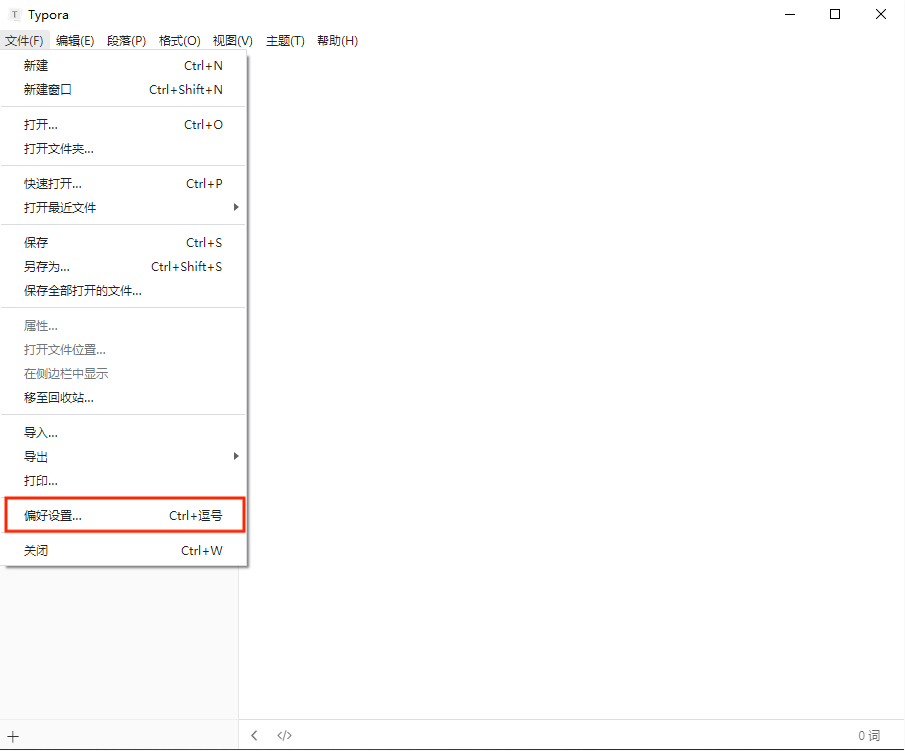 T Typora
文件(F) 编辑(E) 段落(P) 格式(O) 视图(V) 主题(T) 帮助(H)
新建 Ctrl+N
新建窗口 Ctrl+Shift+N
打开... Ctrl+O
打开文件夹...
快速打开... Ctrl+P
打开最近文件
保存 Ctrl+S
另存为... Ctrl+Shift+S
保存全部打开的文件...
属性...
打开文件位置...
在侧边栏中显示
移至回收站...
导入...
导出
打印...
偏好设置... Ctrl+逗号
关闭 Ctrl+W
0 词